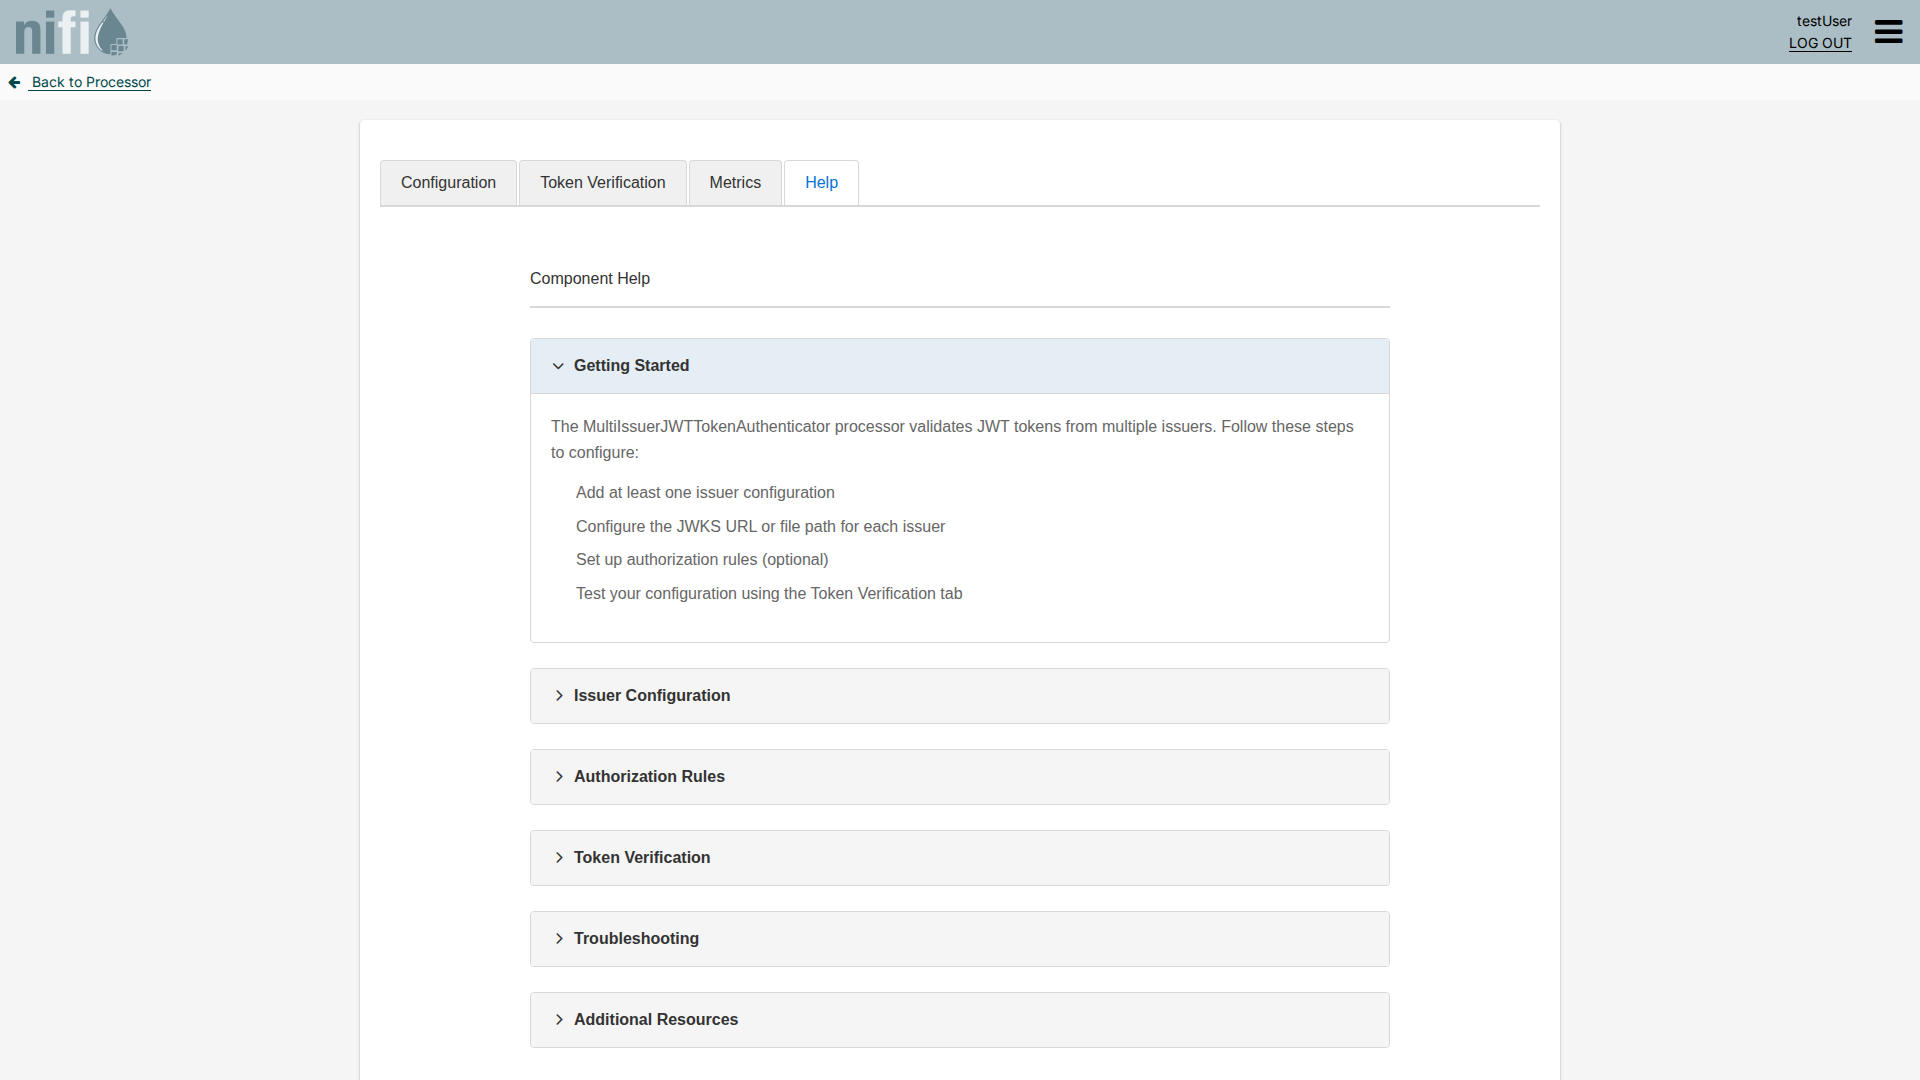 nifi
testUser
LOG OUT
Back to Processor
Configuration
Token Verification
Metrics
Help
Component Help
Getting Started
The MultiIssuerJWTTokenAuthenticator processor validates JWT tokens from multiple issuers. Follow these steps
to configure:
Add at least one issuer configuration
Configure the JWKS URL or file path for each issuer
Set up authorization rules (optional)
Test your configuration using the Token Verification tab
Issuer Configuration
Authorization Rules
Token Verification
Troubleshooting
Additional Resources